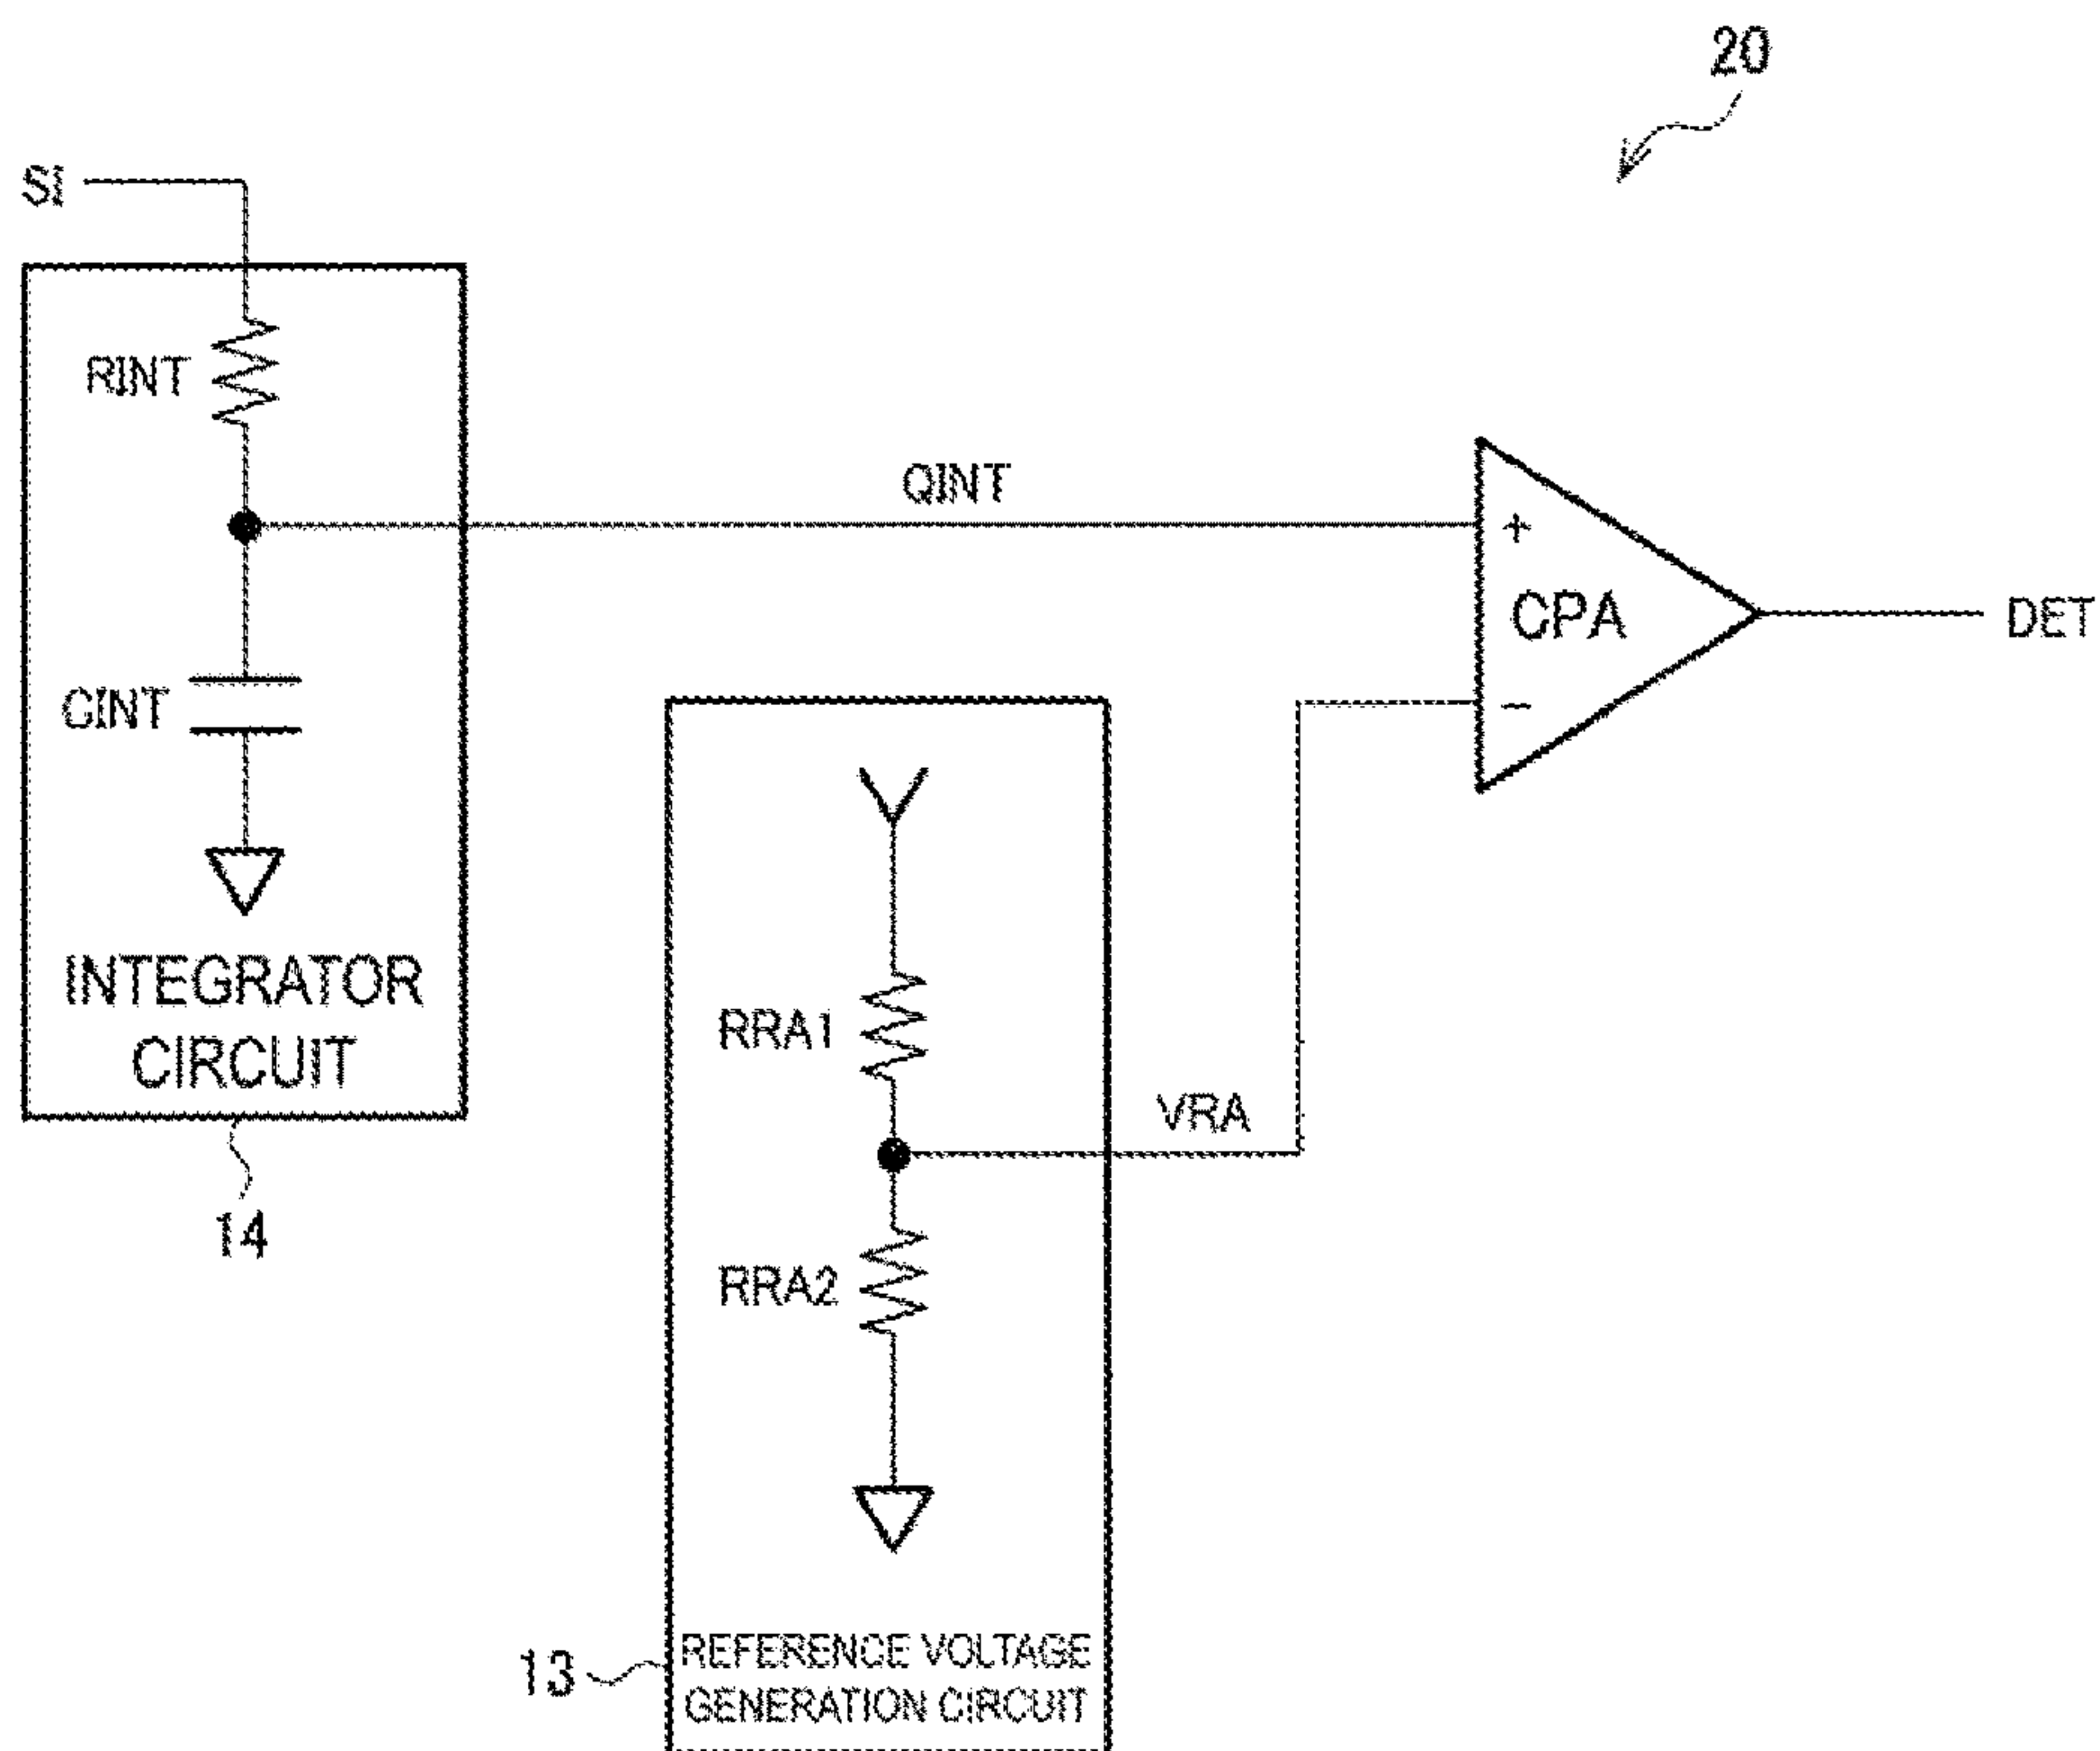 20
SI
RINT
QINT
+
CPA
DET
CINT
−
INTEGRATOR
CIRCUIT
RRA1
VRA
14
RRA2
13
REFERENCE VOLTAGE
GENERATION CIRCUIT